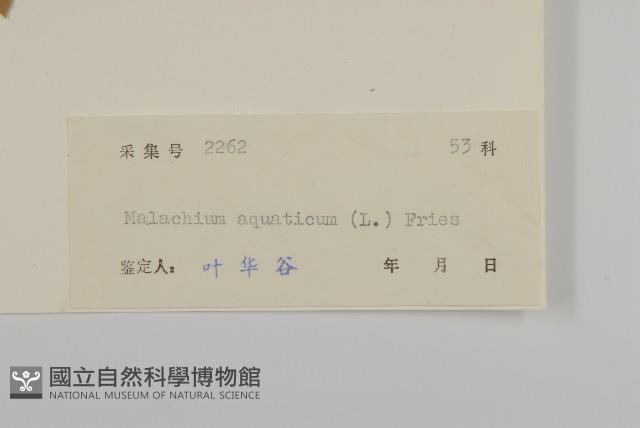 采集号 2262 53 科
Malachium aquaticum (L.) Fries
鉴定人: 叶华谷 年 月 日
國立自然科學博物館
NATIONAL MUSEUM OF NATURAL SCIENCE